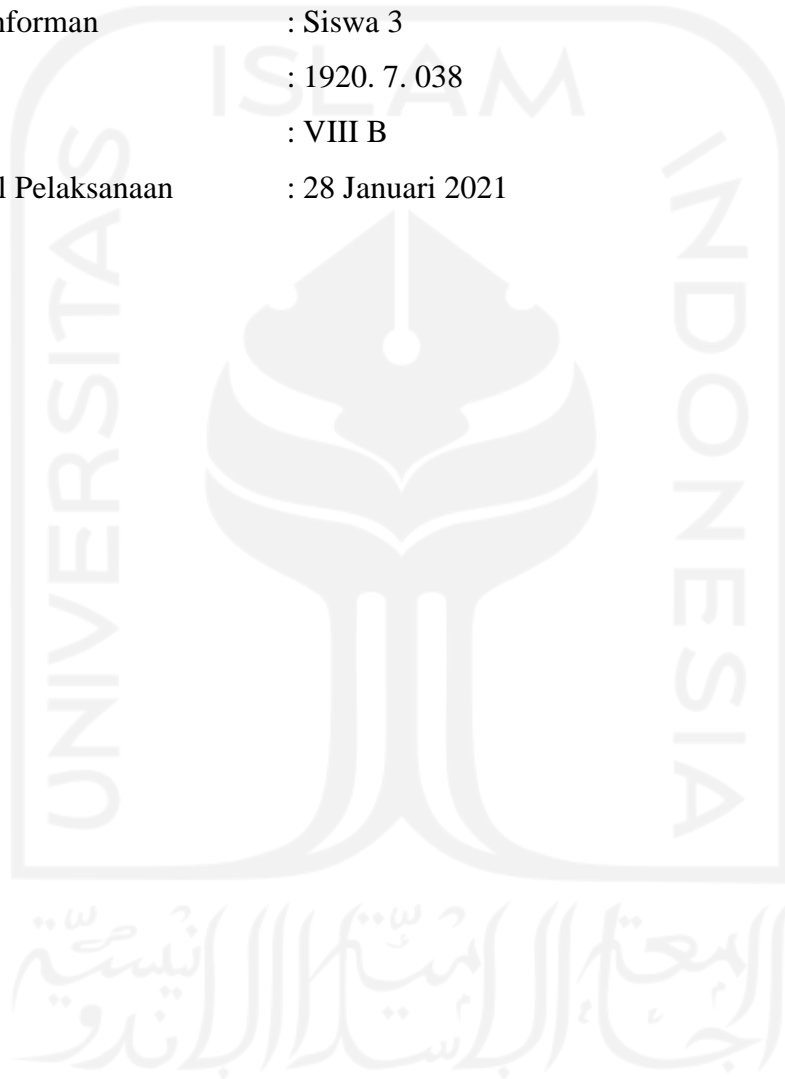 nforman : Siswa 3
: 1920. 7. 038
: VIII B
l Pelaksanaan : 28 Januari 2021
ISLAM
UNIVERSITAS
INDONESIA